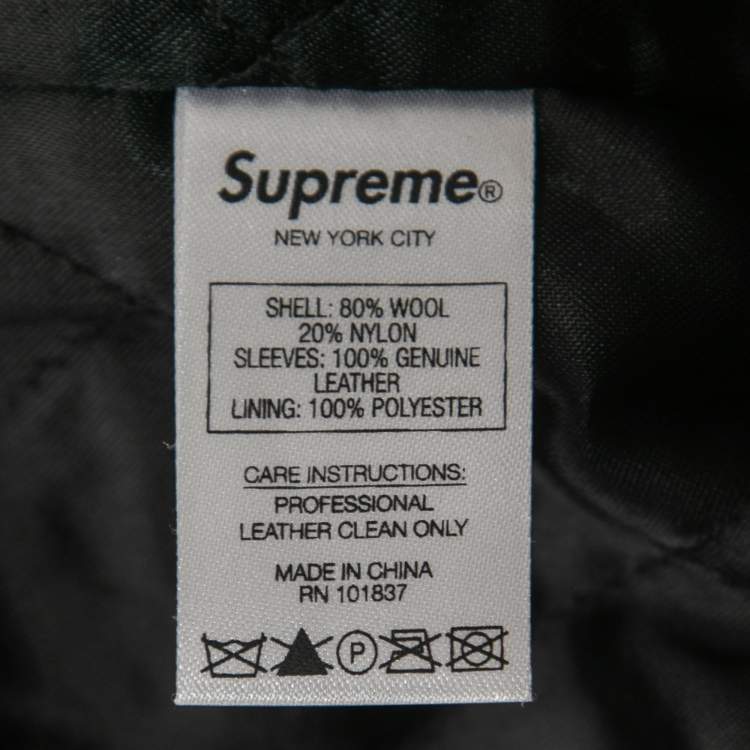 Supreme®
NEW YORK CITY
SHELL: 80% WOOL
20% NYLON
SLEEVES: 100% GENUINE
LEATHER
LINING: 100% POLYESTER
CARE INSTRUCTIONS:
PROFESSIONAL
LEATHER CLEAN ONLY
MADE IN CHINA
RN 101837
P